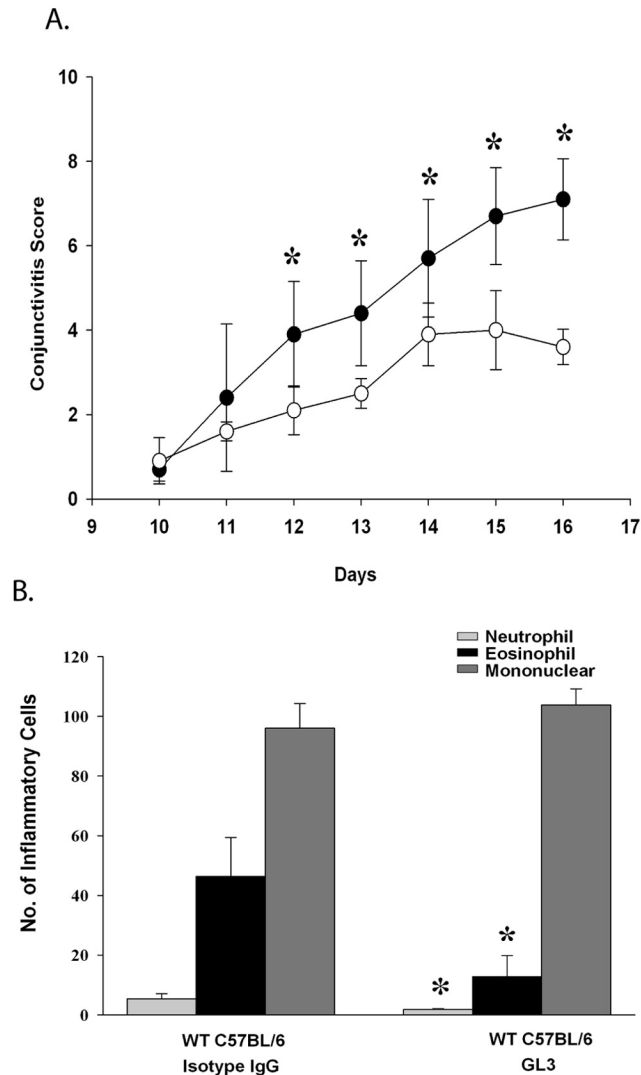 A.
10
8
6
4
2
0
Conjunctivitis Score
* * * * *
9 10 11 12 13 14 15 16 17
Days
B.
Neutrophil
Eosinophil
Mononuclear
120
100
80
60
40
20
0
No. of Inflammatory Cells
* *
WT C57BL/6 WT C57BL/6
Isotype IgG GL3